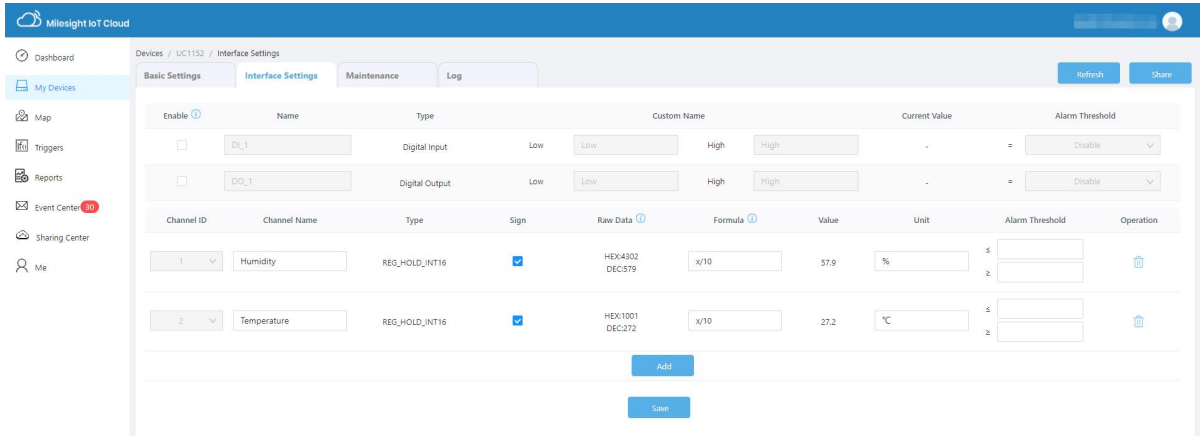 Milesight IoT Cloud
Dashboard
My Devices
Map
Triggers
Reports
Event Center 30
Sharing Center
Me
Devices / UC1152 / Interface Settings
Basic Settings Interface Settings Maintenance Log Refresh Share
Enable Name Type Custom Name Current Value Alarm Threshold
DI_1 Digital Input Low Low High High - = Disable
DO_1 Digital Output Low Low High High - = Disable
Channel ID Channel Name Type Sign Raw Data Formula Value Unit Alarm Threshold Operation
1 Humidity REG_HOLD_INT16 HEX:4302 DEC:579 x/10 57.9 % ≤ ≥
2 Temperature REG_HOLD_INT16 HEX:1001 DEC:272 x/10 27.2 ℃ ≤ ≥
Add
Save